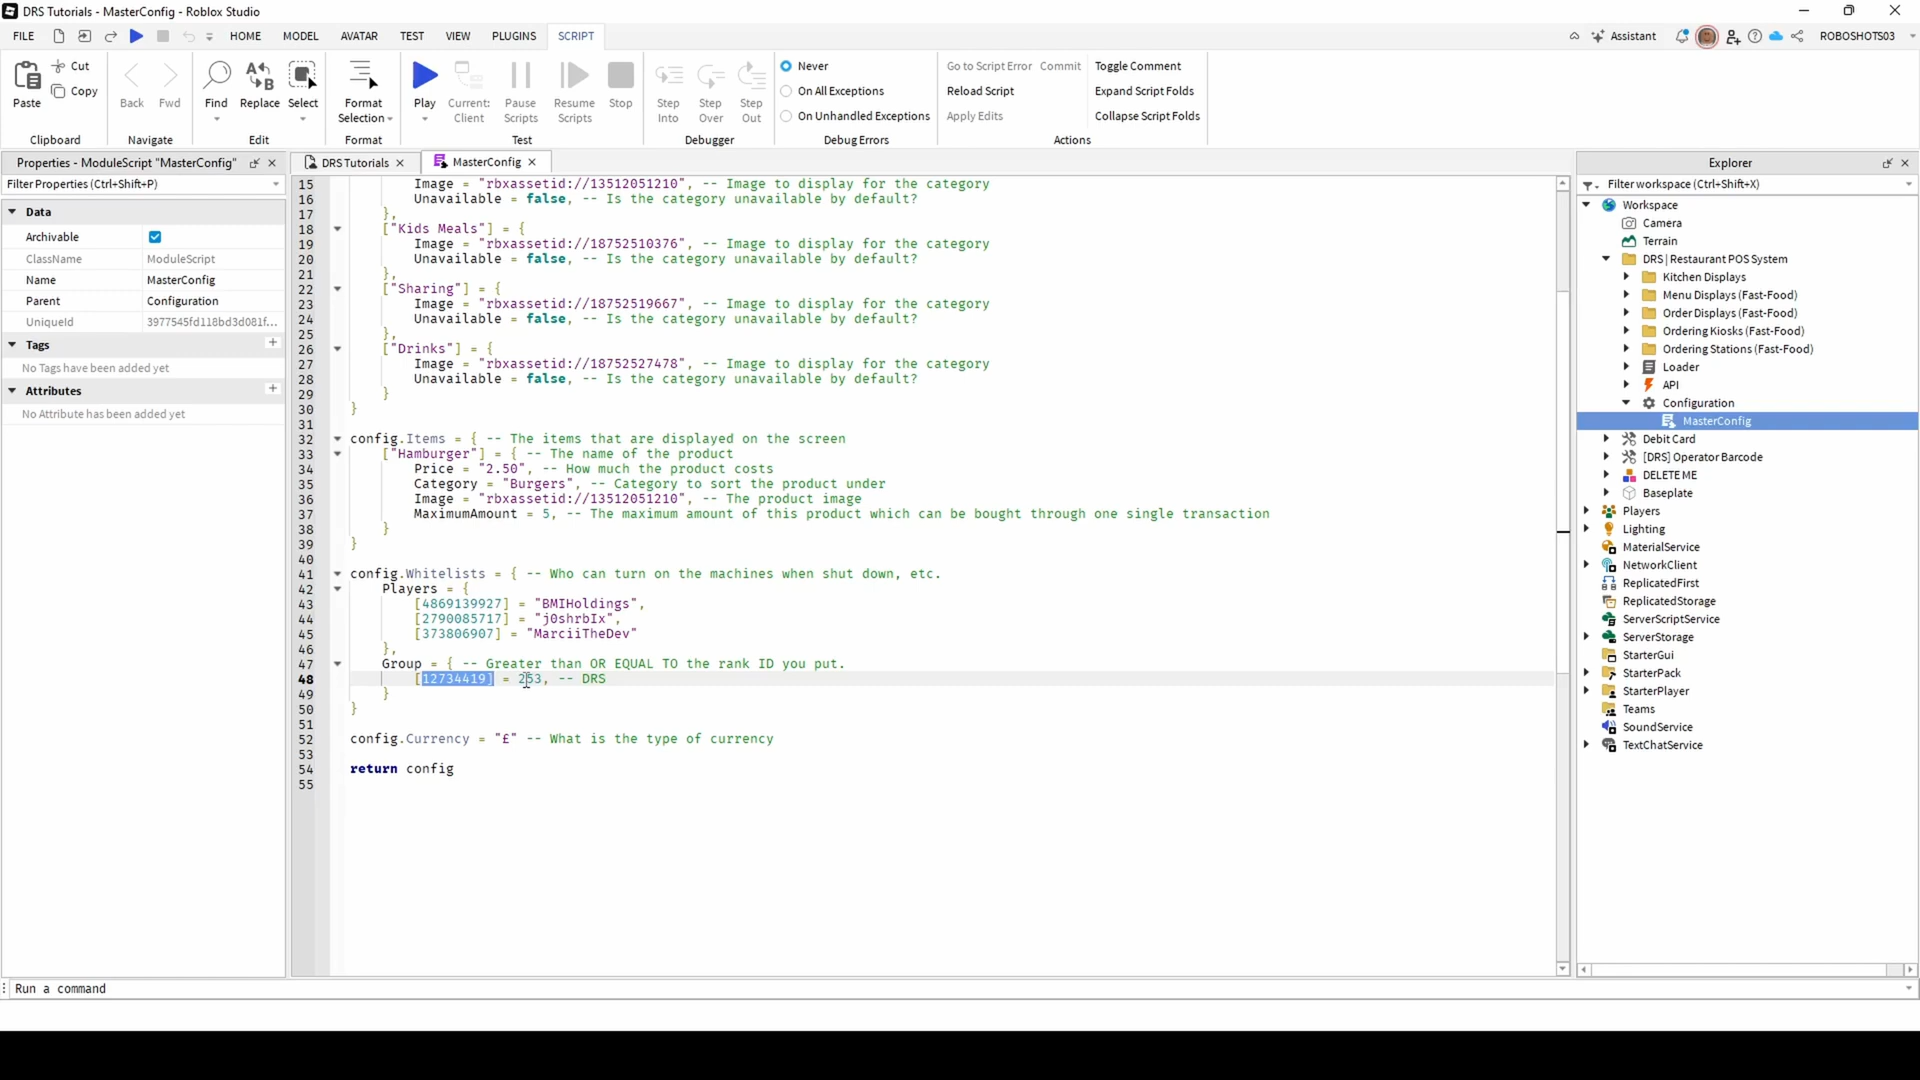 DRS Tutorials - MasterConfig - Roblox Studio
FILE HOME MODEL AVATAR TEST VIEW PLUGINS SCRIPT Assistant ROBOSHOTS03
Paste Cut Copy
Clipboard
Back Fwd
Navigate
Find Replace Select
Edit
Format Selection
Format
Play Current: Client Pause Scripts Resume Scripts Stop
Test
Step Into Step Over Step Out
Debugger
Never
On All Exceptions
On Unhandled Exceptions
Debug Errors
Go to Script Error Commit Toggle Comment
Reload Script Expand Script Folds
Apply Edits Collapse Script Folds
Actions
Properties - ModuleScript "MasterConfig"
Filter Properties (Ctrl+Shift+P)
Data
Archivable
ClassName ModuleScript
Name MasterConfig
Parent Configuration
UniqueId 3977545fd118bd3d081f...
Tags
No Tags have been added yet
Attributes
No Attribute has been added yet
DRS Tutorials MasterConfig
15 Image = "rbxassetid://13512051210", -- Image to display for the category
16 Unavailable = false, -- Is the category unavailable by default?
17 },
18 ["Kids Meals"] = {
19 Image = "rbxassetid://18752510376", -- Image to display for the category
20 Unavailable = false, -- Is the category unavailable by default?
21 },
22 ["Sharing"] = {
23 Image = "rbxassetid://18752519667", -- Image to display for the category
24 Unavailable = false, -- Is the category unavailable by default?
25 },
26 ["Drinks"] = {
27 Image = "rbxassetid://18752527478", -- Image to display for the category
28 Unavailable = false, -- Is the category unavailable by default?
29 }
30 }
31
32 config.Items = { -- The items that are displayed on the screen
33 ["Hamburger"] = { -- The name of the product
34 Price = "2.50", -- How much the product costs
35 Category = "Burgers", -- Category to sort the product under
36 Image = "rbxassetid://13512051210", -- The product image
37 MaximumAmount = 5, -- The maximum amount of this product which can be bought through one single transaction
38 }
39 }
40
41 config.Whitelists = { -- Who can turn on the machines when shut down, etc.
42 Players = {
43 [4869139927] = "BMIHoldings",
44 [2790085717] = "j0shrbIx",
45 [373806907] = "MarciiTheDev"
46 },
47 Group = { -- Greater than OR EQUAL TO the rank ID you put.
48 [12734419] = 253, -- DRS
49 }
50 }
51
52 config.Currency = "£" -- What is the type of currency
53
54 return config
55
Explorer
Filter workspace (Ctrl+Shift+X)
Workspace
Camera
Terrain
DRS | Restaurant POS System
Kitchen Displays
Menu Displays (Fast-Food)
Order Displays (Fast-Food)
Ordering Kiosks (Fast-Food)
Ordering Stations (Fast-Food)
Loader
API
Configuration
MasterConfig
Debit Card
[DRS] Operator Barcode
DELETE ME
Baseplate
Players
Lighting
MaterialService
NetworkClient
ReplicatedFirst
ReplicatedStorage
ServerScriptService
ServerStorage
StarterGui
StarterPack
StarterPlayer
Teams
SoundService
TextChatService
Run a command